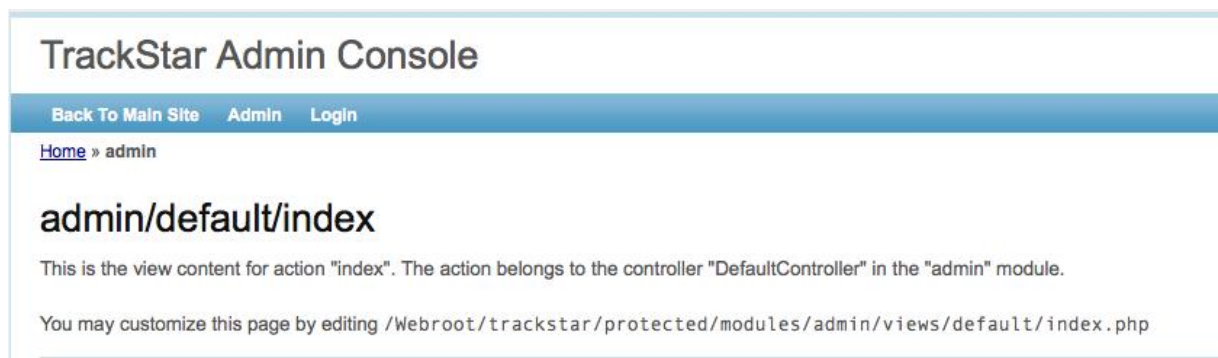 TrackStar Admin Console
Back To Main Site Admin Login
Home » admin
admin/default/index
This is the view content for action "index". The action belongs to the controller "DefaultController" in the "admin" module.
You may customize this page by editing /Webroot/trackstar/protected/modules/admin/views/default/index.php